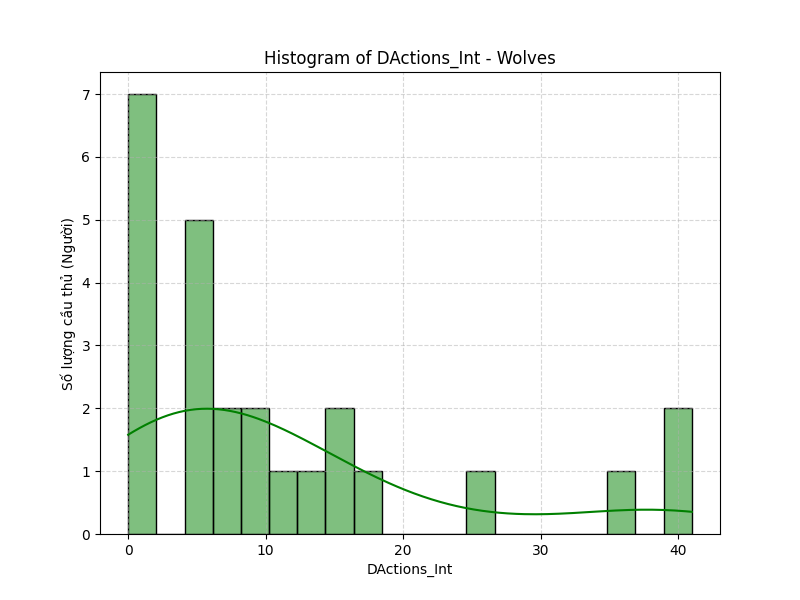 Histogram of DActions_Int - Wolves
Số lượng cầu thủ (Người)
7
6
5
4
3
2
1
0
0 10 20 30 40
DActions_Int